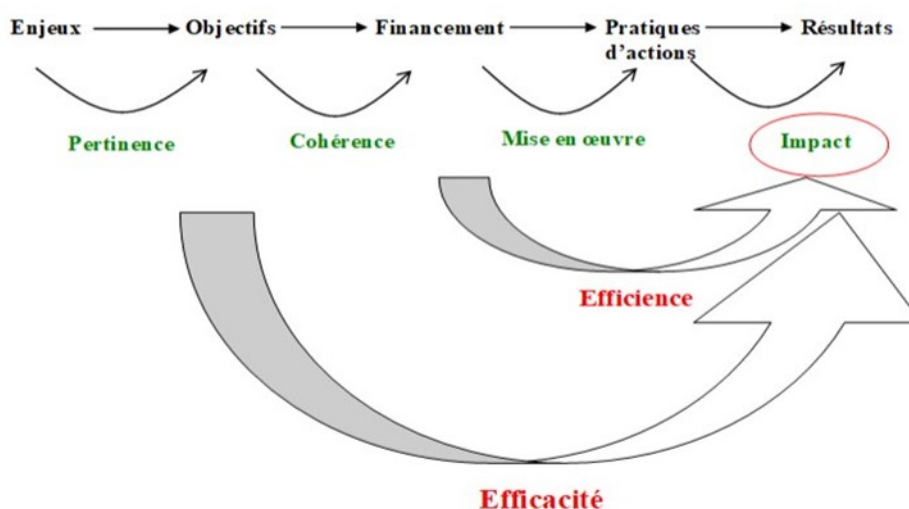 Enjeux Objectifs Financement Pratiques Résultats
d'actions
Pertinence Cohérence Mise en œuvre Impact
Efficience
Efficacité